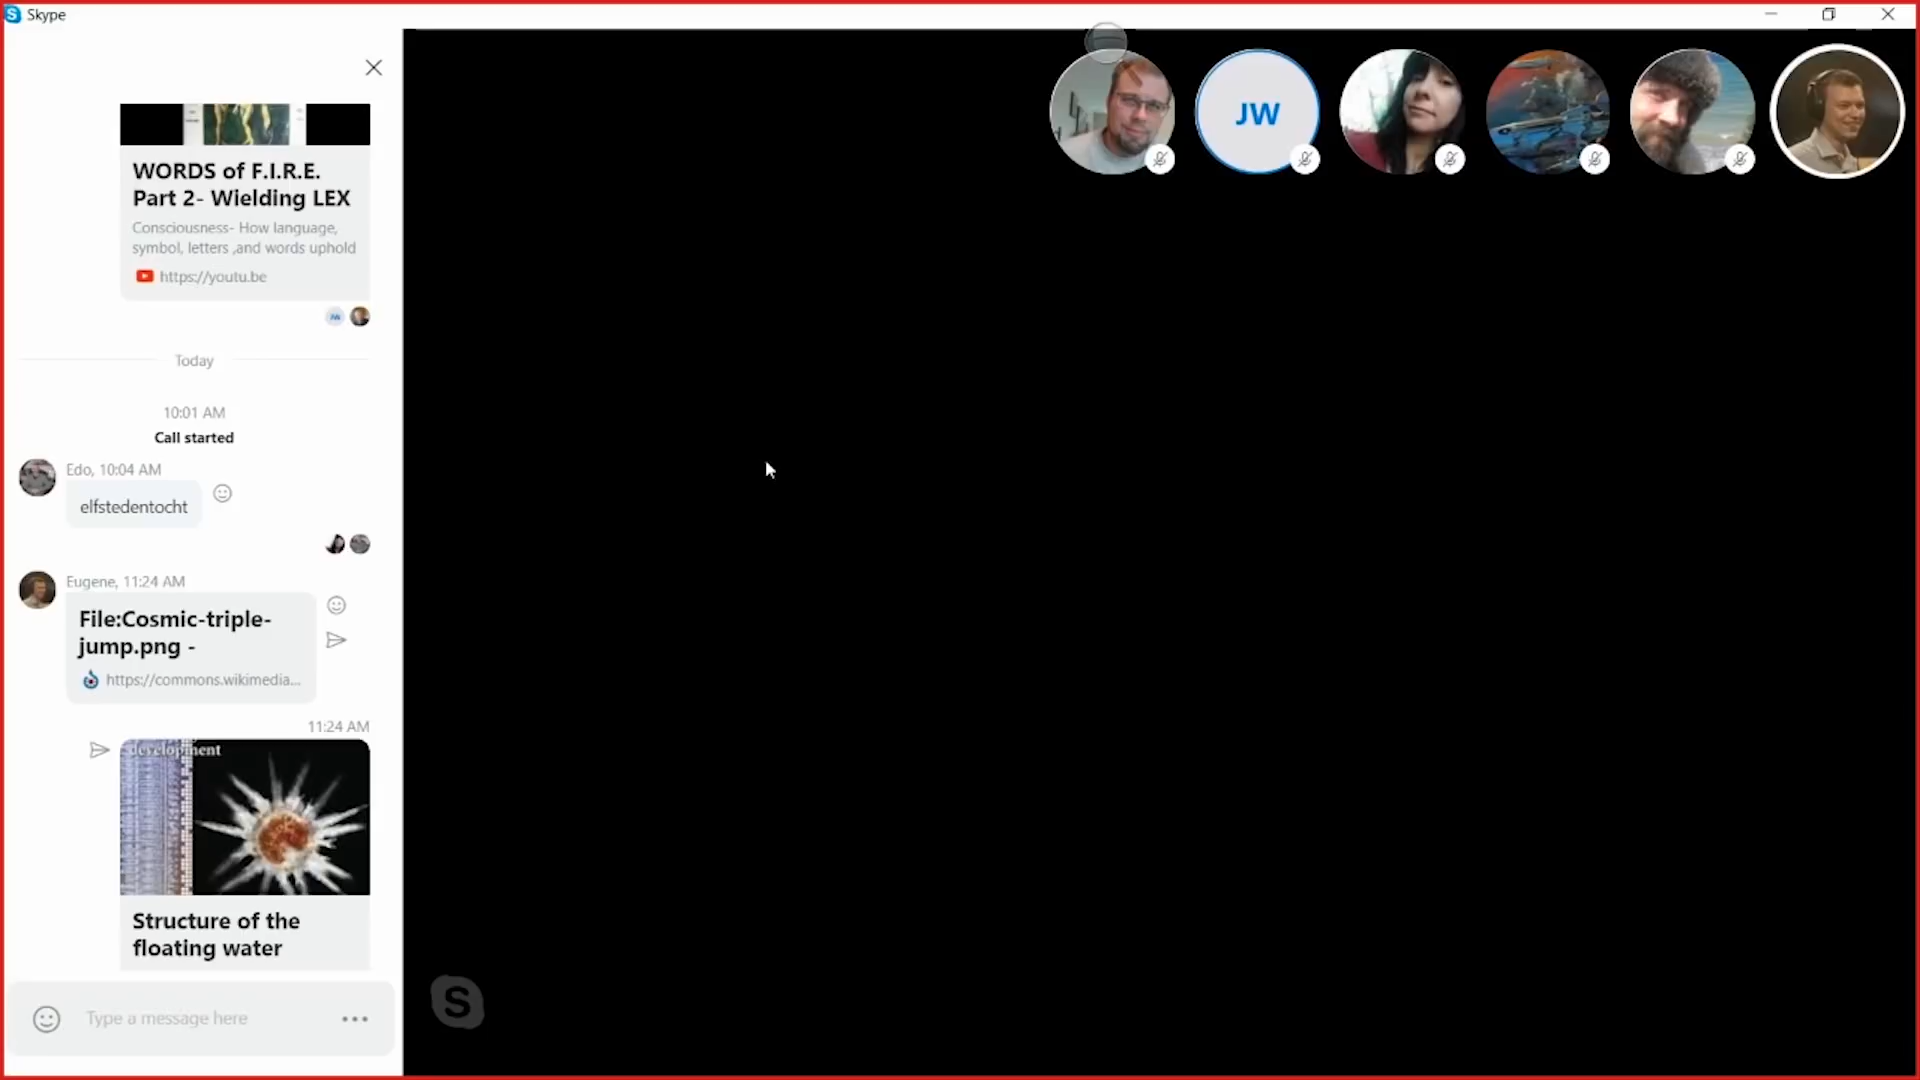 Skype
WORDS of F.I.R.E.
Part 2- Wielding LEX
Consciousness- How language,
symbol, letters ,and words uphold
https://youtu.be
JW
Today
10:01 AM
Call started
Edo, 10:04 AM
elfstedentocht
Eugene, 11:24 AM
File:Cosmic-triple-
jump.png -
https://commons.wikimedia...
11:24 AM
development
Structure of the
floating water
Type a message here
JW